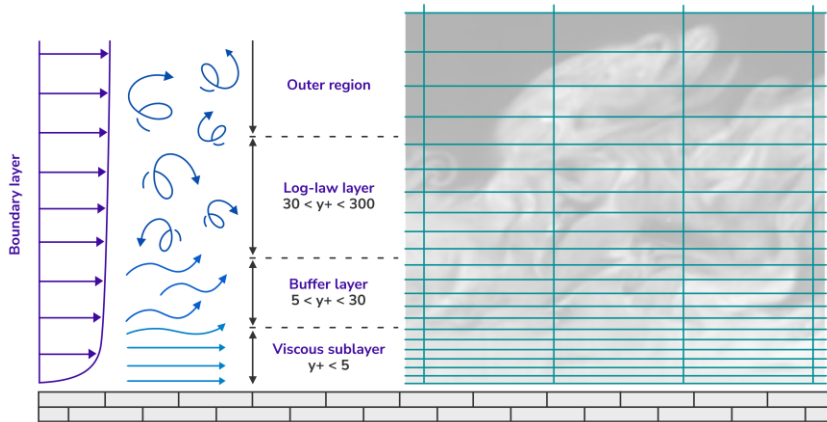 Boundary layer
Outer region
Log-law layer
30 < y+ < 300
Buffer layer
5 < y+ < 30
Viscous sublayer
y+ < 5